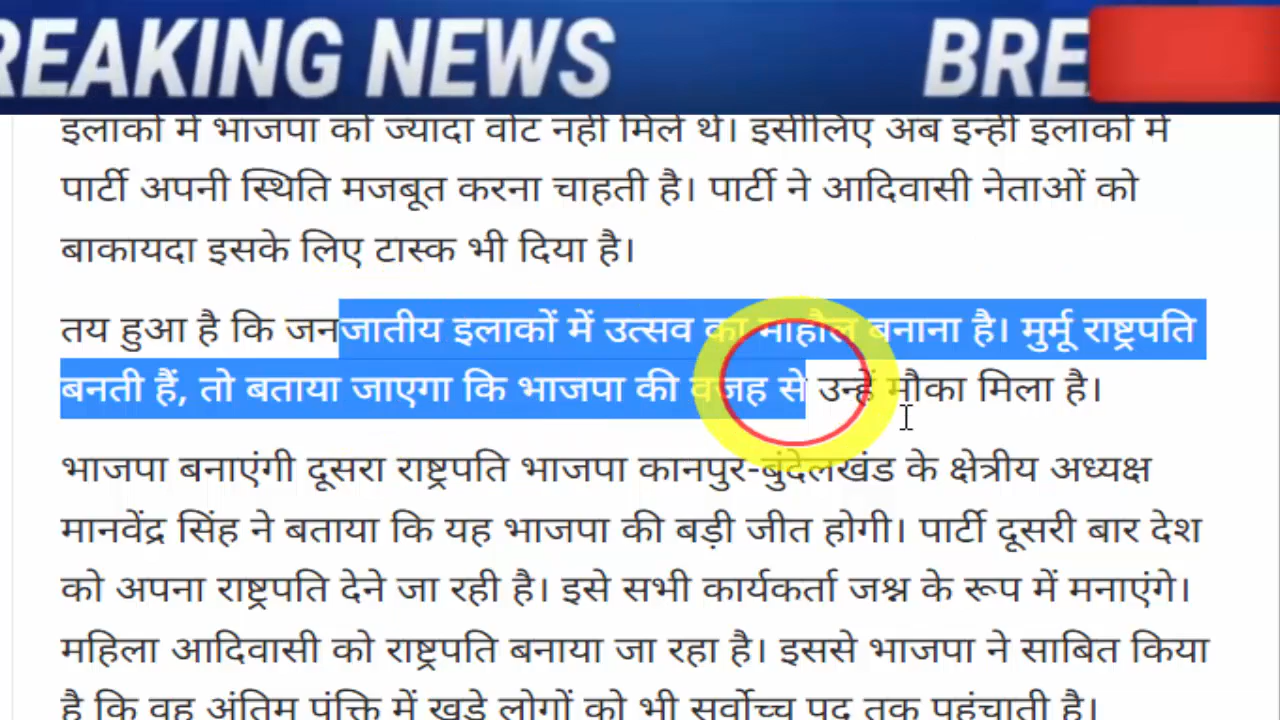 REAKING NEWS BRE
इलाकों में भाजपा को ज्यादा वोट नहीं मिले थे। इसीलिए अब इन्हीं इलाकों में
पार्टी अपनी स्थिति मजबूत करना चाहती है। पार्टी ने आदिवासी नेताओं को
बाकायदा इसके लिए टास्क भी दिया है।
तय हुआ है कि जनजातीय इलाकों में उत्सव का माहौल बनाना है। मुर्मू राष्ट्रपति
बनती हैं, तो बताया जाएगा कि भाजपा की वजह से उन्हें मौका मिला है।
भाजपा बनाएंगी दूसरा राष्ट्रपति भाजपा कानपुर-बुंदेलखंड के क्षेत्रीय अध्यक्ष
मानवेंद्र सिंह ने बताया कि यह भाजपा की बड़ी जीत होगी। पार्टी दूसरी बार देश
को अपना राष्ट्रपति देने जा रही है। इसे सभी कार्यकर्ता जश्न के रूप में मनाएंगे।
महिला आदिवासी को राष्ट्रपति बनाया जा रहा है। इससे भाजपा ने साबित किया
है कि वह अंतिम पंक्ति में खड़े लोगों को भी सर्वोच्च पद तक पहुंचाती है।